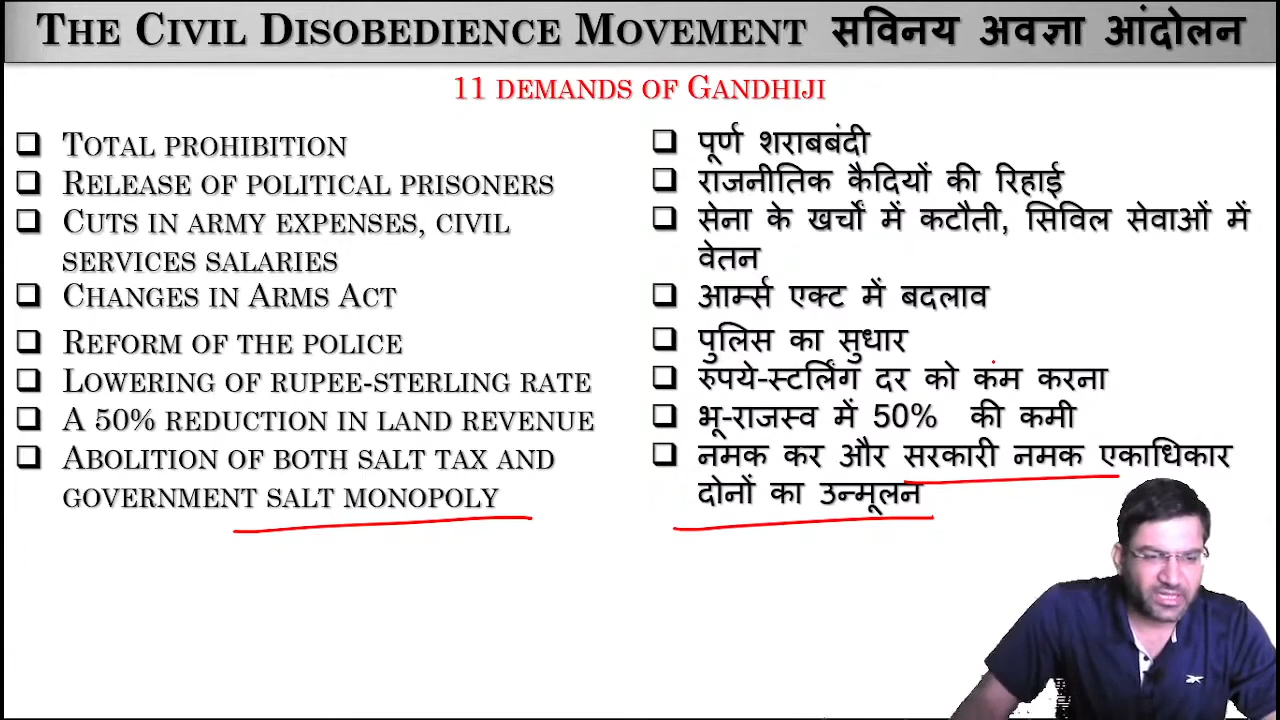 THE CIVIL DISOBEDIENCE MOVEMENT सविनय अवज्ञा आंदोलन
11 DEMANDS OF GANDHIJI
❑ TOTAL PROHIBITION
❑ RELEASE OF POLITICAL PRISONERS
❑ CUTS IN ARMY EXPENSES, CIVIL
SERVICES SALARIES
❑ CHANGES IN ARMS ACT
❑ REFORM OF THE POLICE
❑ LOWERING OF RUPEE-STERLING RATE
❑ A 50% REDUCTION IN LAND REVENUE
❑ ABOLITION OF BOTH SALT TAX AND
GOVERNMENT SALT MONOPOLY
❑ पूर्ण शराबबंदी
❑ राजनीतिक कैदियों की रिहाई
❑ सेना के खर्चों में कटौती, सिविल सेवाओं में
वेतन
❑ आर्म्स एक्ट में बदलाव
❑ पुलिस का सुधार
❑ रुपये-स्टर्लिंग दर को कम करना
❑ भू-राजस्व में 50% की कमी
❑ नमक कर और सरकारी नमक एकाधिकार
दोनों का उन्मूलन